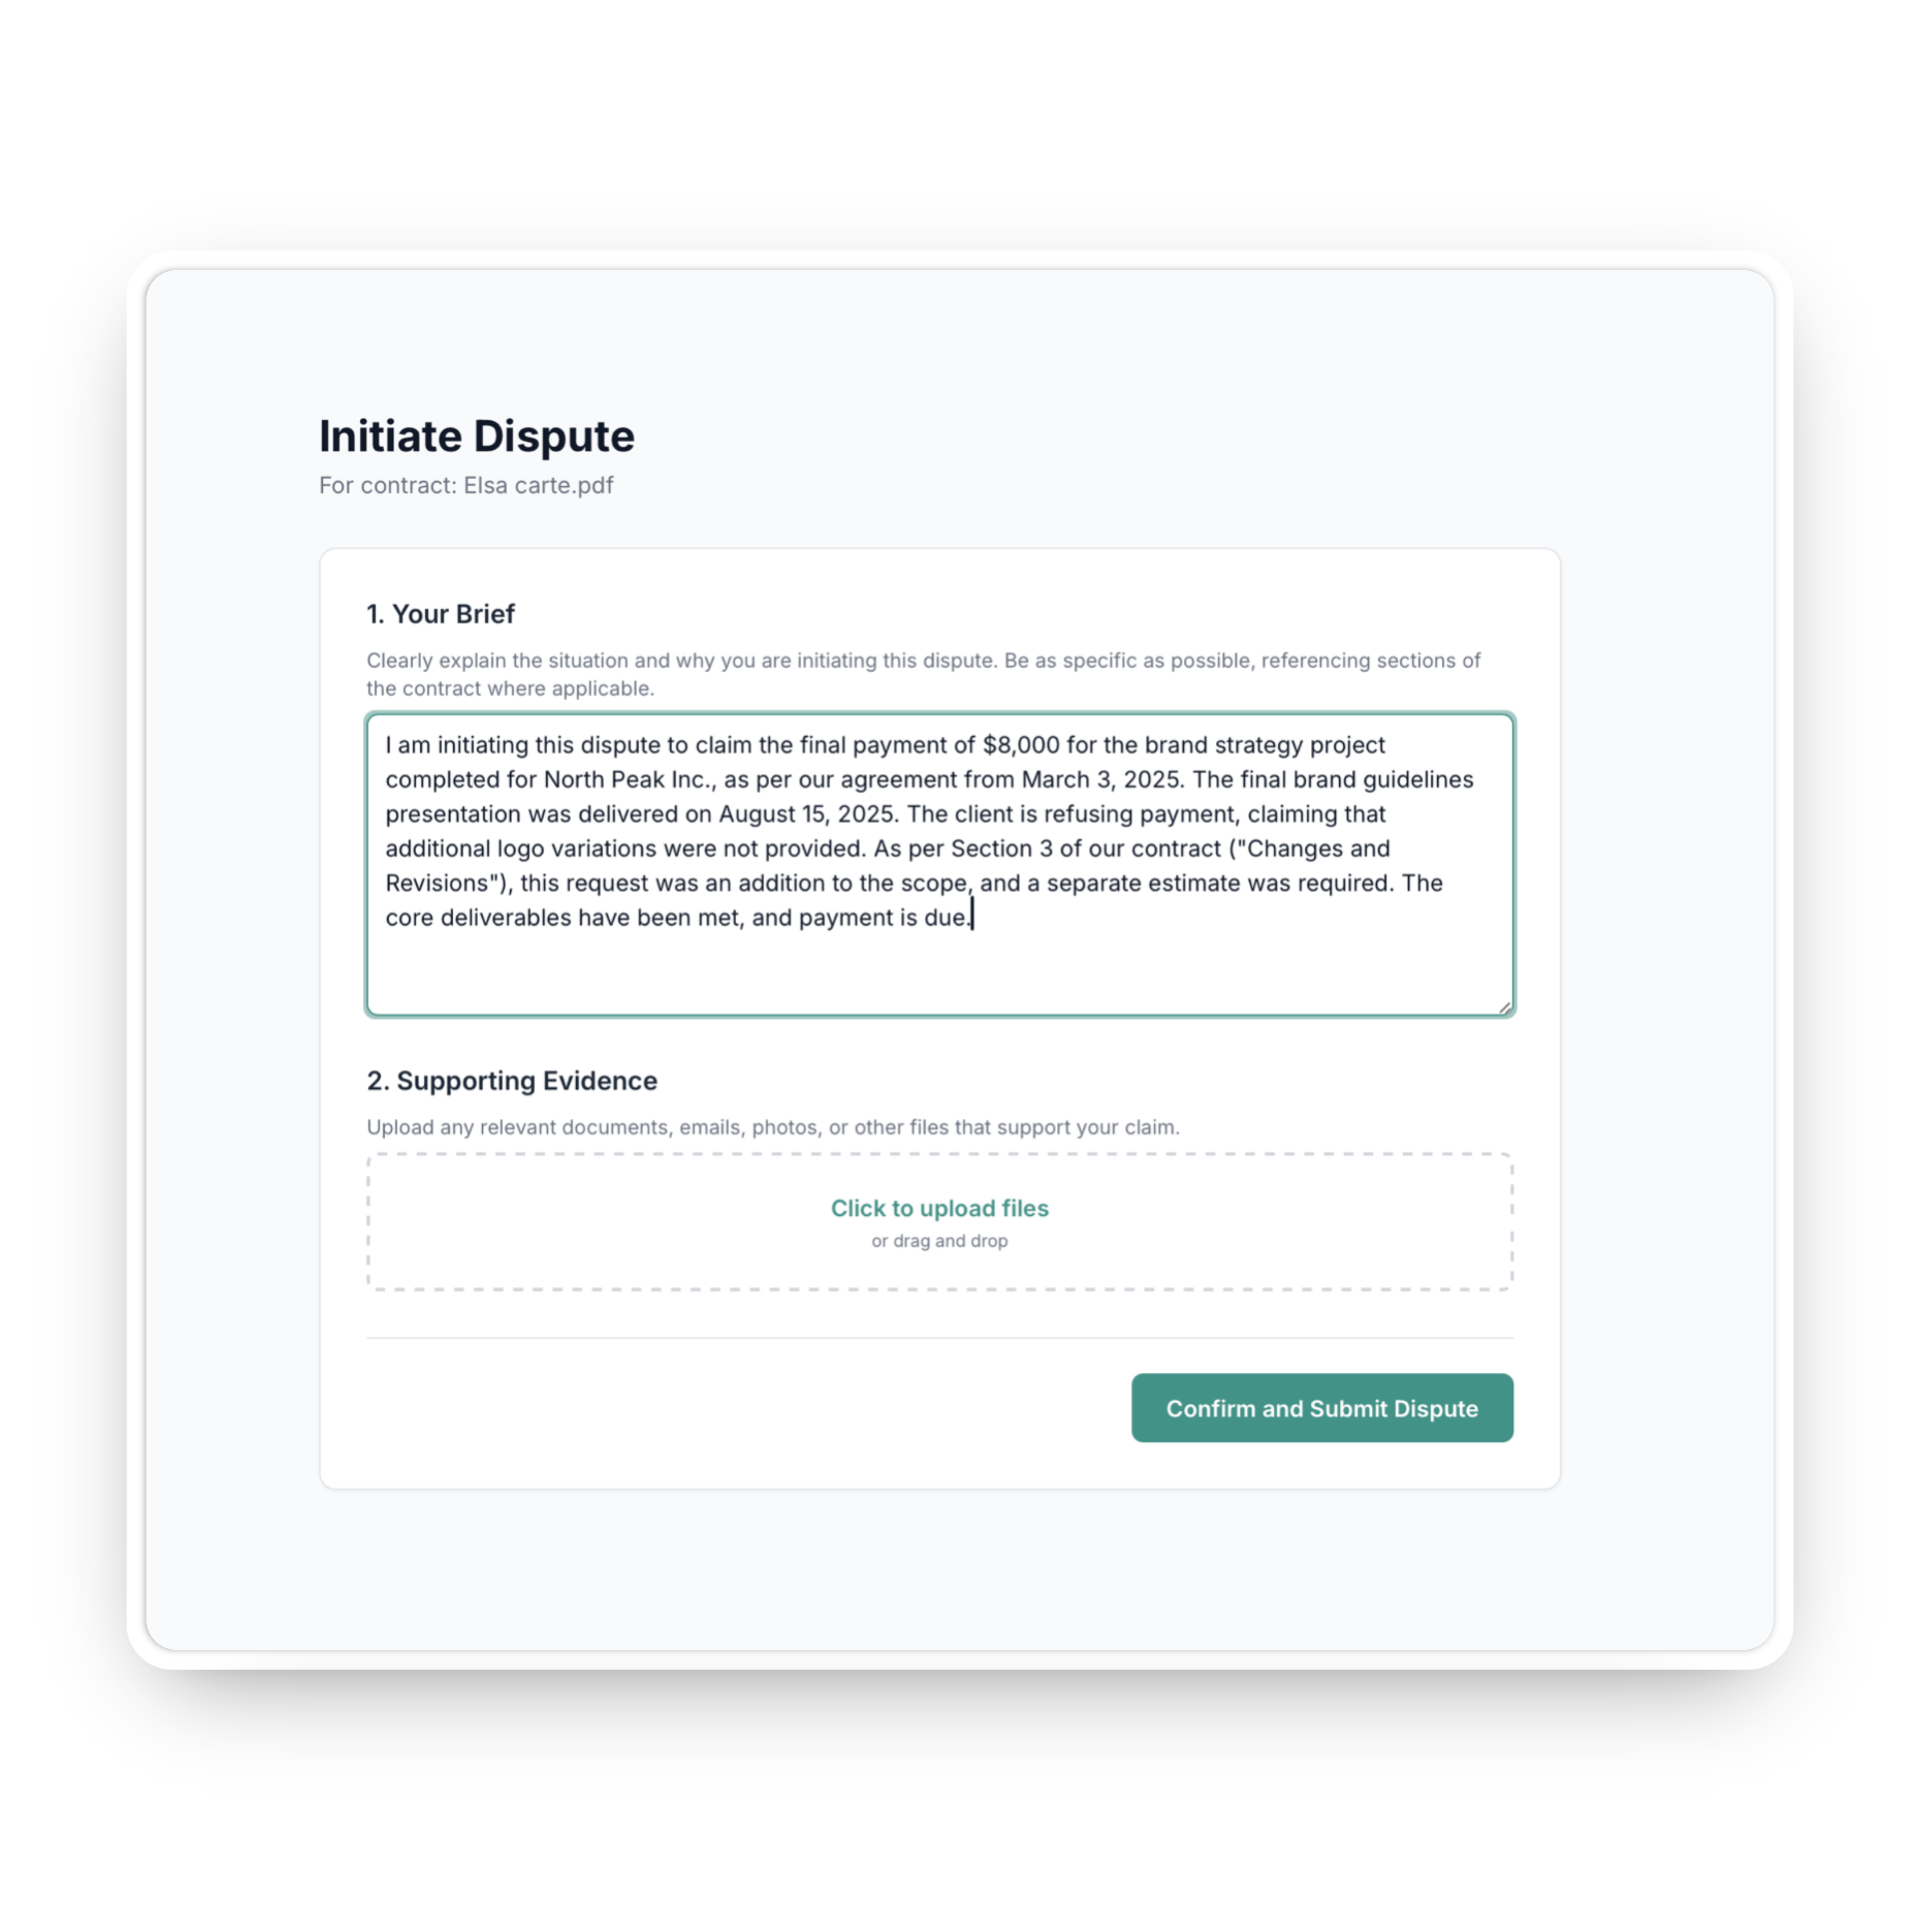 Initiate Dispute
For contract: Elsa carte.pdf
1. Your Brief
Clearly explain the situation and why you are initiating this dispute. Be as specific as possible, referencing sections of
the contract where applicable.
I am initiating this dispute to claim the final payment of $8,000 for the brand strategy project
completed for North Peak Inc., as per our agreement from March 3, 2025. The final brand guidelines
presentation was delivered on August 15, 2025. The client is refusing payment, claiming that
additional logo variations were not provided. As per Section 3 of our contract ("Changes and
Revisions"), this request was an addition to the scope, and a separate estimate was required. The
core deliverables have been met, and payment is due.
2. Supporting Evidence
Upload any relevant documents, emails, photos, or other files that support your claim.
Click to upload files
or drag and drop
Confirm and Submit Dispute